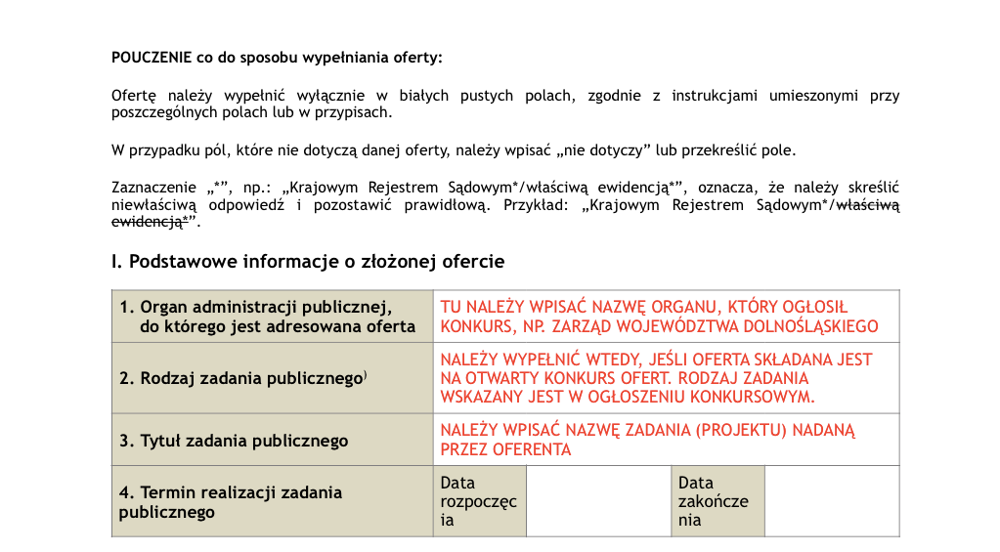 POUCZENIE co do sposobu wypełniania oferty:
Ofertę należy wypełnić wyłącznie w białych pustych polach, zgodnie z instrukcjami umieszonymi przy
poszczególnych polach lub w przypisach.
W przypadku pól, które nie dotyczą danej oferty, należy wpisać „nie dotyczy” lub przekreślić pole.
Zaznaczenie „*”, np.: „Krajowym Rejestrem Sądowym*/właściwą ewidencją*”, oznacza, że należy skreślić
niewłaściwą odpowiedź i pozostawić prawidłową. Przykład: „Krajowym Rejestrem Sądowym*/właściwą
ewidencją*”.
I. Podstawowe informacje o złożonej ofercie
1. Organ administracji publicznej,
do którego jest adresowana oferta
TU NALEŻY WPISAĆ NAZWĘ ORGANU, KTÓRY OGŁOSIŁ
KONKURS, NP. ZARZĄD WOJEWÓDZTWA DOLNOŚLĄSKIEGO
2. Rodzaj zadania publicznego)
NALEŻY WYPEŁNIĆ WTEDY, JEŚLI OFERTA SKŁADANA JEST
NA OTWARTY KONKURS OFERT. RODZAJ ZADANIA
WSKAZANY JEST W OGŁOSZENIU KONKURSOWYM.
3. Tytuł zadania publicznego
NALEŻY WPISAĆ NAZWĘ ZADANIA (PROJEKTU) NADANĄ
PRZEZ OFERENTA
4. Termin realizacji zadania
publicznego
Data
rozpoczęc
ia
Data
zakończe
nia